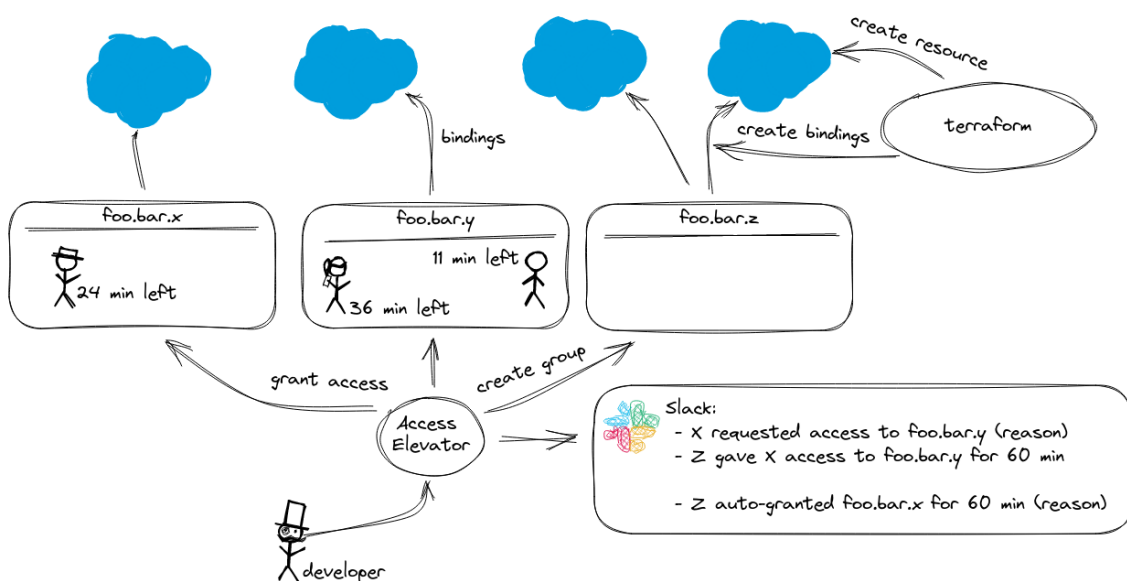 create resource
terraform
create bindings
bindings
foo.bar.x
foo.bar.y
foo.bar.z
11 min left
24 min left
36 min left
grant access
create group
Access
Elevator
Slack:
- X requested access to foo.bar.y (reason)
- Z gave X access to foo.bar.y for 60 min
- Z auto-granted foo.bar.x for 60 min (reason)
developer